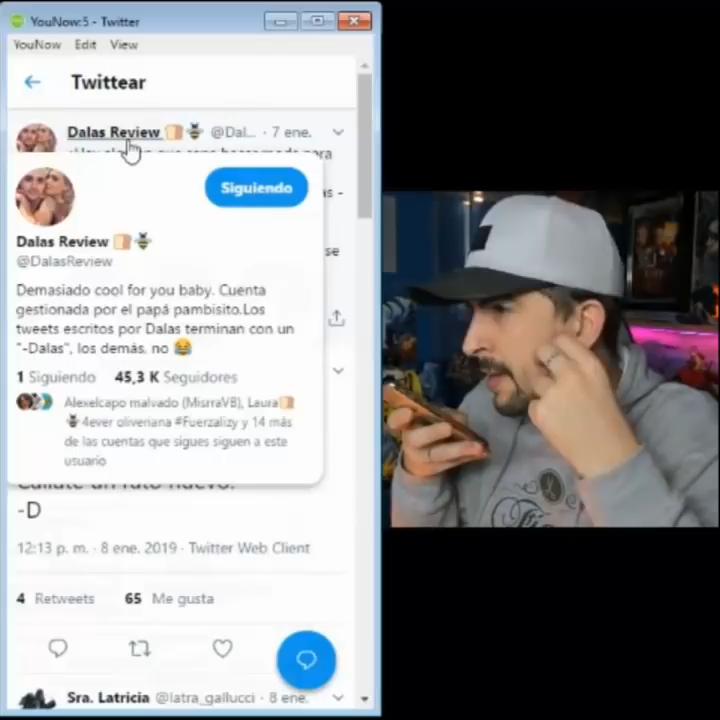 YouNow:5 - Twitter
YouNow Edit View
Twittear
Dalas Review @Dal... · 7 ene.
Siguiendo
Dalas Review
@DalasReview
se
Demasiado cool for you baby. Cuenta
gestionada por el papá pambisito.Los
tweets escritos por Dalas terminan con un
"-Dalas", los demás, no 😂
1 Siguiendo 45,3 K Seguidores
Alexelcapo malvado (MisrraVB), Laura
4ever oliveriana #Fuerzalizy y 14 más
de las cuentas que sigues siguen a este
usuario
-D
12:13 p. m. · 8 ene. 2019 · Twitter Web Client
4 Retweets 65 Me gusta
Sra. Latricia @latra_gallucci · 8 ene.